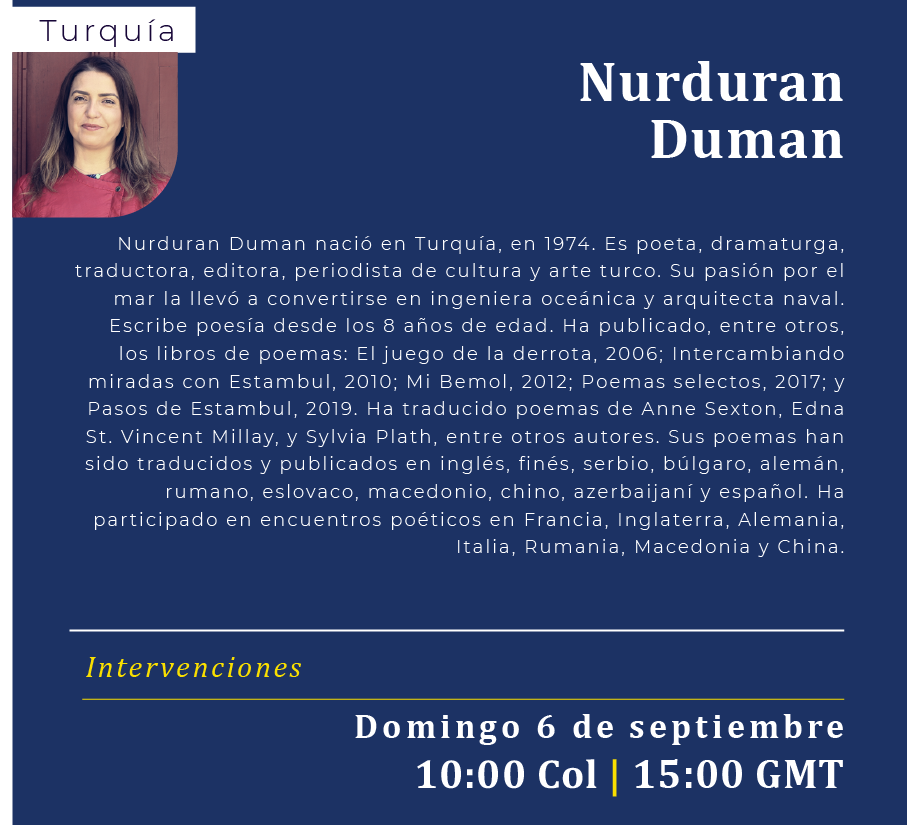 Turquía
Nurduran
Duman
Nurduran Duman nació en Turquía, en 1974. Es poeta, dramaturga,
traductora, editora, periodista de cultura y arte turco. Su pasión por el
mar la llevó a convertirse en ingeniera oceánica y arquitecta naval.
Escribe poesía desde los 8 años de edad. Ha publicado, entre otros,
los libros de poemas: El juego de la derrota, 2006; Intercambiando
miradas con Estambul, 2010; Mi Bemol, 2012; Poemas selectos, 2017; y
Pasos de Estambul, 2019. Ha traducido poemas de Anne Sexton, Edna
St. Vincent Millay, y Sylvia Plath, entre otros autores. Sus poemas han
sido traducidos y publicados en inglés, finés, serbio, búlgaro, alemán,
rumano, eslovaco, macedonio, chino, azerbaijaní y español. Ha
participado en encuentros poéticos en Francia, Inglaterra, Alemania,
Italia, Rumania, Macedonia y China.
Intervenciones
Domingo 6 de septiembre
10:00 Col | 15:00 GMT